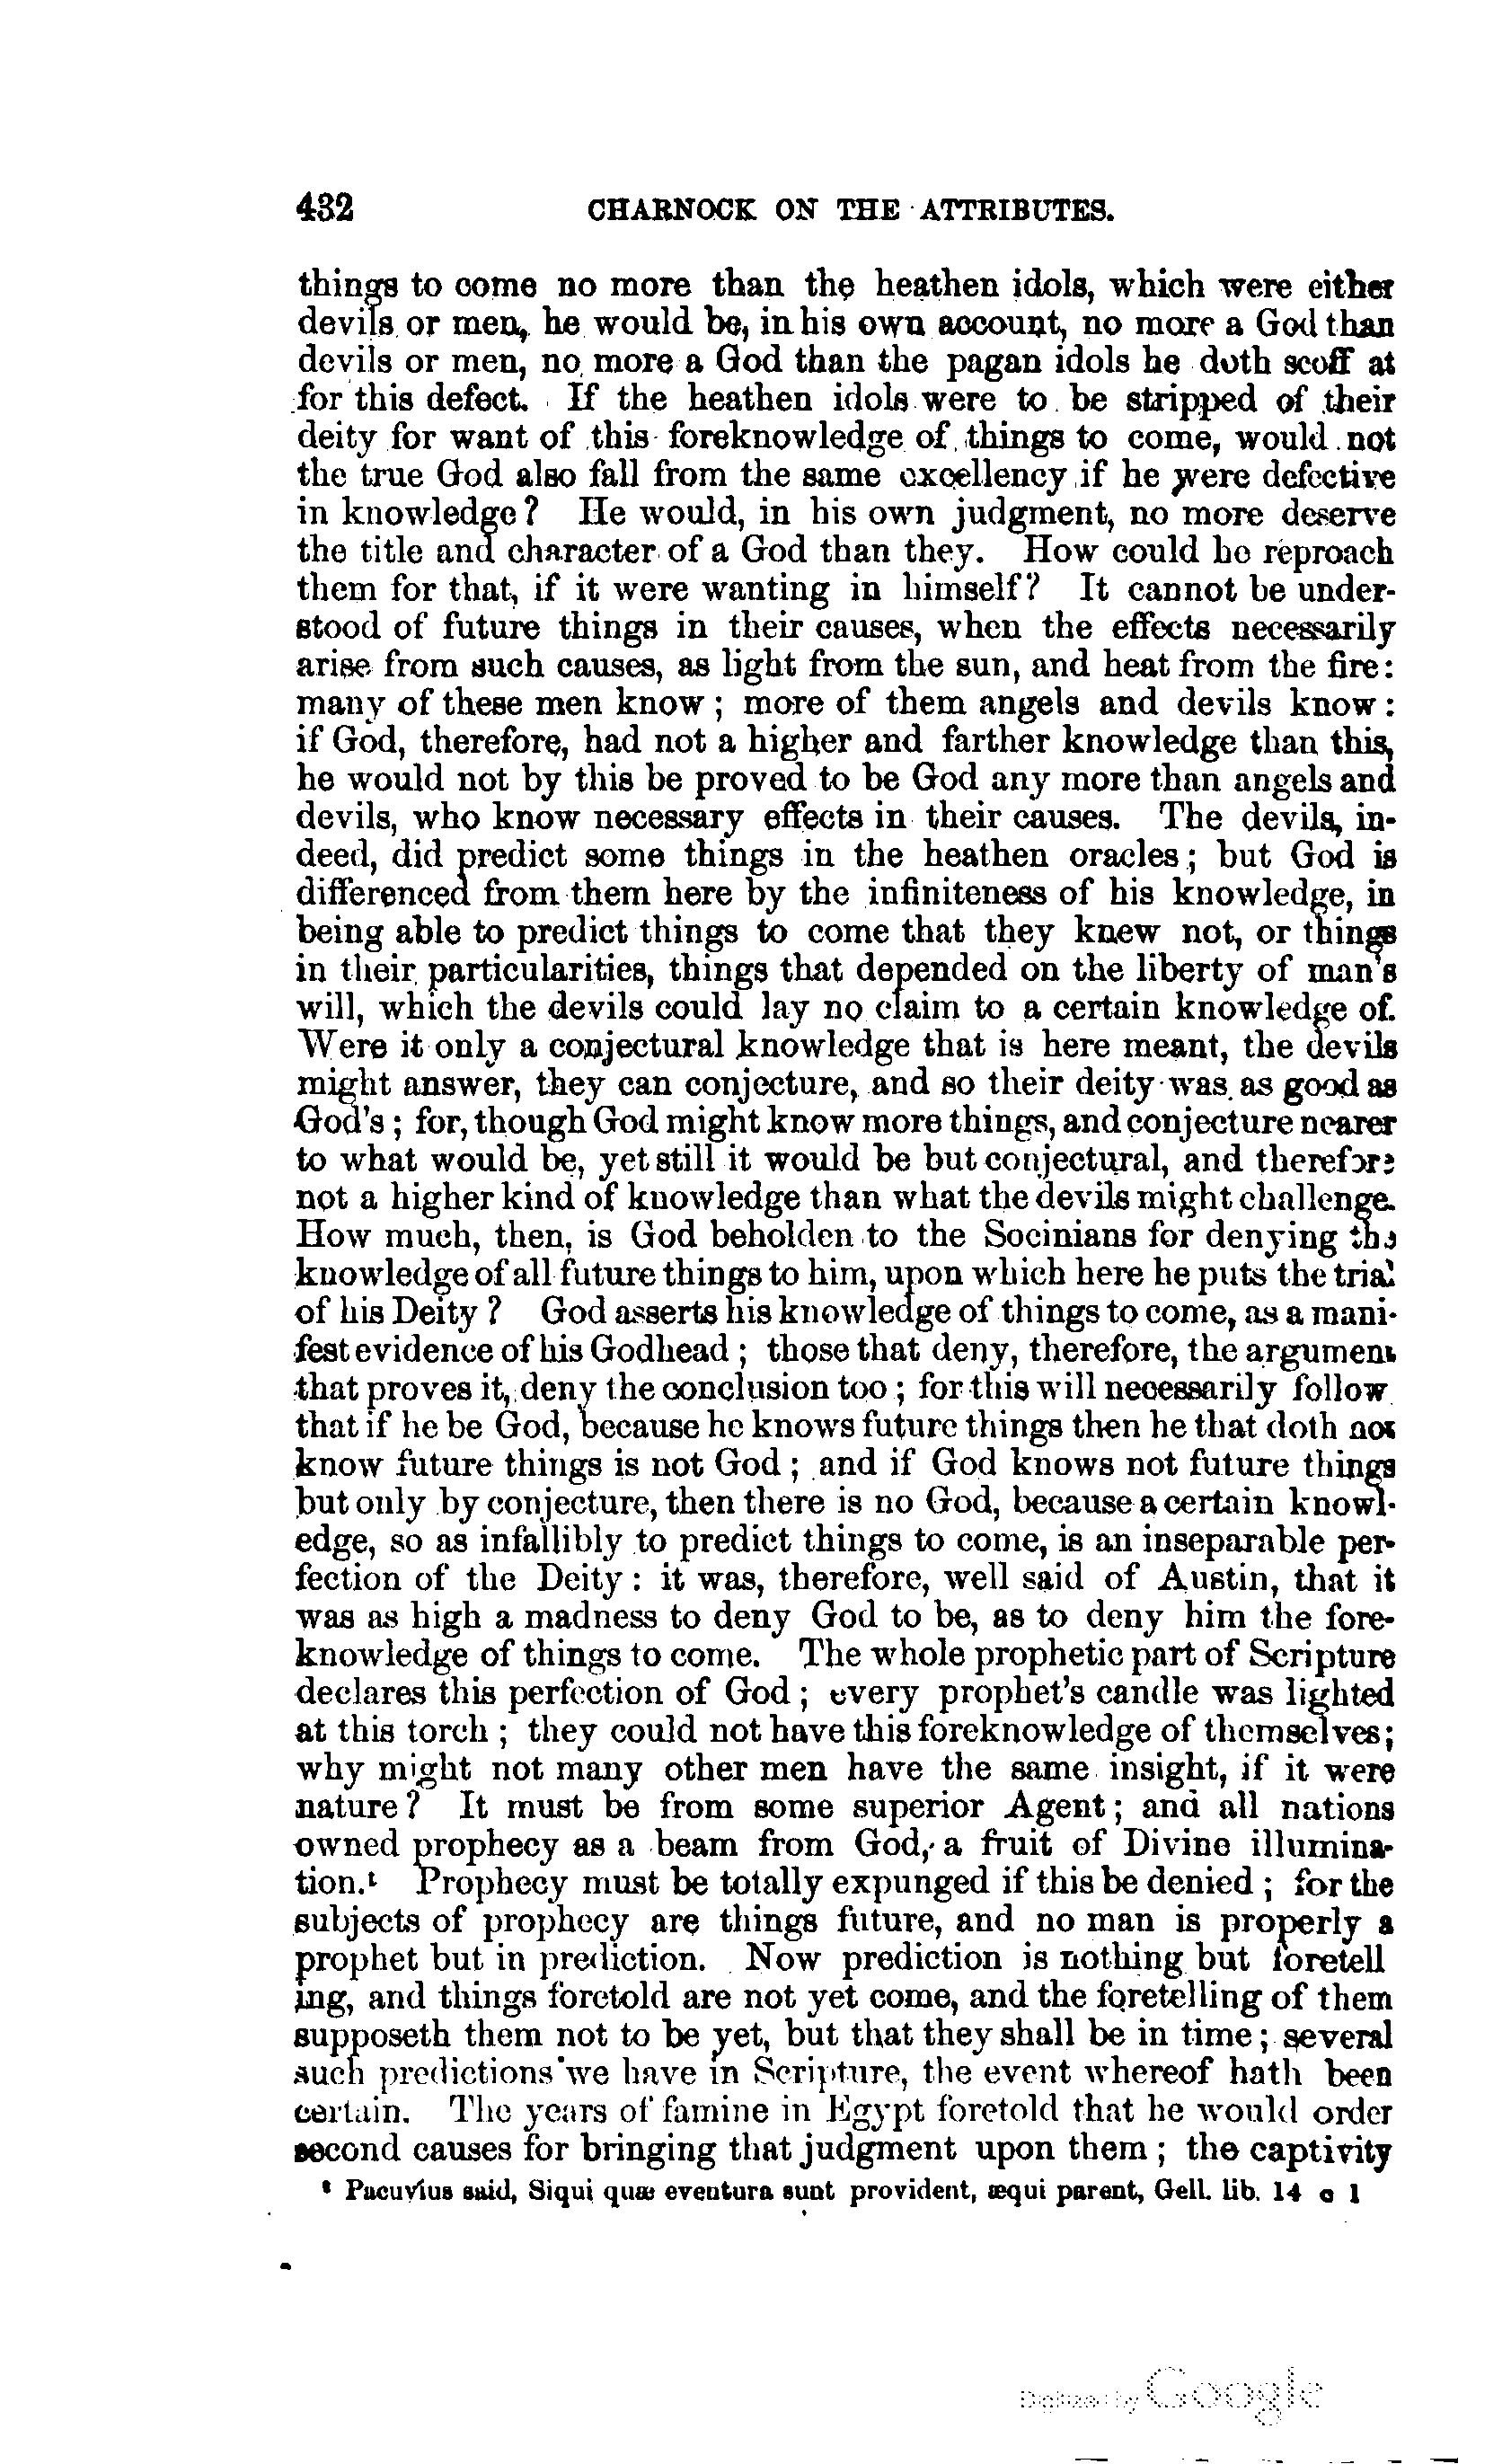 432 CHARNOCK ON THE ATTRIBUTES.
things to come no more than the heathen idols, which were either
devils or men, he would be, in his own account, no more a God than
devils or men, no more a God than the pagan idols he doth scoff at
for this defect. If the heathen idols were to be stripped of their
deity for want of this foreknowledge of things to come, would not
the true God also fall from the same excellency if he were defective
in knowledge? He would, in his own judgment, no more deserve
the title and character of a God than they. How could he reproach
them for that, if it were wanting in himself? It cannot be under-
stood of future things in their causes, when the effects necessarily
arise from such causes, as light from the sun, and heat from the fire:
many of these men know; more of them angels and devils know:
if God, therefore, had not a higher and farther knowledge than this,
he would not by this be proved to be God any more than angels and
devils, who know necessary effects in their causes. The devils, in-
deed, did predict some things in the heathen oracles; but God is
differenced from them here by the infiniteness of his knowledge, in
being able to predict things to come that they knew not, or things
in their particularities, things that depended on the liberty of man's
will, which the devils could lay no claim to a certain knowledge of.
Were it only a conjectural knowledge that is here meant, the devils
might answer, they can conjecture, and so their deity was as good as
God's; for, though God might know more things, and conjecture nearer
to what would be, yet still it would be but conjectural, and therefore
not a higher kind of knowledge than what the devils might challenge.
How much, then, is God beholden to the Socinians for denying the
knowledge of all future things to him, upon which here he puts the trial
of his Deity? God asserts his knowledge of things to come, as a mani-
fest evidence of his Godhead; those that deny, therefore, the argument
that proves it, deny the conclusion too; for this will necessarily follow
that if he be God, because he knows future things then he that doth not
know future things is not God; and if God knows not future things
but only by conjecture, then there is no God, because a certain knowl-
edge, so as infallibly to predict things to come, is an inseparable per-
fection of the Deity: it was, therefore, well said of Austin, that it
was as high a madness to deny God to be, as to deny him the fore-
knowledge of things to come. The whole prophetic part of Scripture
declares this perfection of God; every prophet's candle was lighted
at this torch; they could not have this foreknowledge of themselves;
why might not many other men have the same insight, if it were
nature? It must be from some superior Agent; and all nations
owned prophecy as a beam from God, a fruit of Divine illumina-
tion.t Prophecy must be totally expunged if this be denied; for the
subjects of prophecy are things future, and no man is properly a
prophet but in prediction. Now prediction is nothing but foretell
ing, and things foretold are not yet come, and the foretelling of them
supposeth them not to be yet, but that they shall be in time; several
such predictions we have in Scripture, the event whereof hath been
certain. The years of famine in Egypt foretold that he would order
second causes for bringing that judgment upon them; the captivity
t Pacuvius said, Siqui quæ eventura sunt provident, æqui parent, Gell. lib. 14 c 1
Digitized by Google